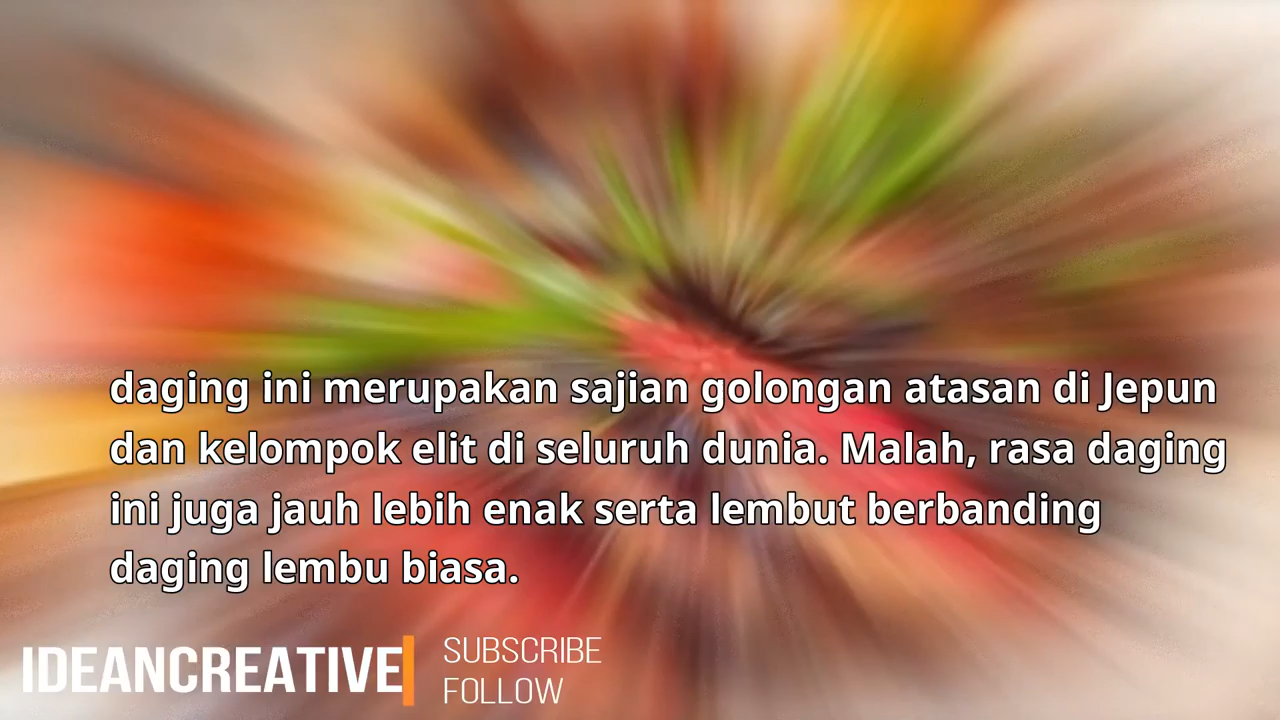 daging ini merupakan sajian golongan atasan di Jepun
dan kelompok elit di seluruh dunia. Malah, rasa daging
ini juga jauh lebih enak serta lembut berbanding
daging lembu biasa.
IDEANCREATIVE
SUBSCRIBE
FOLLOW